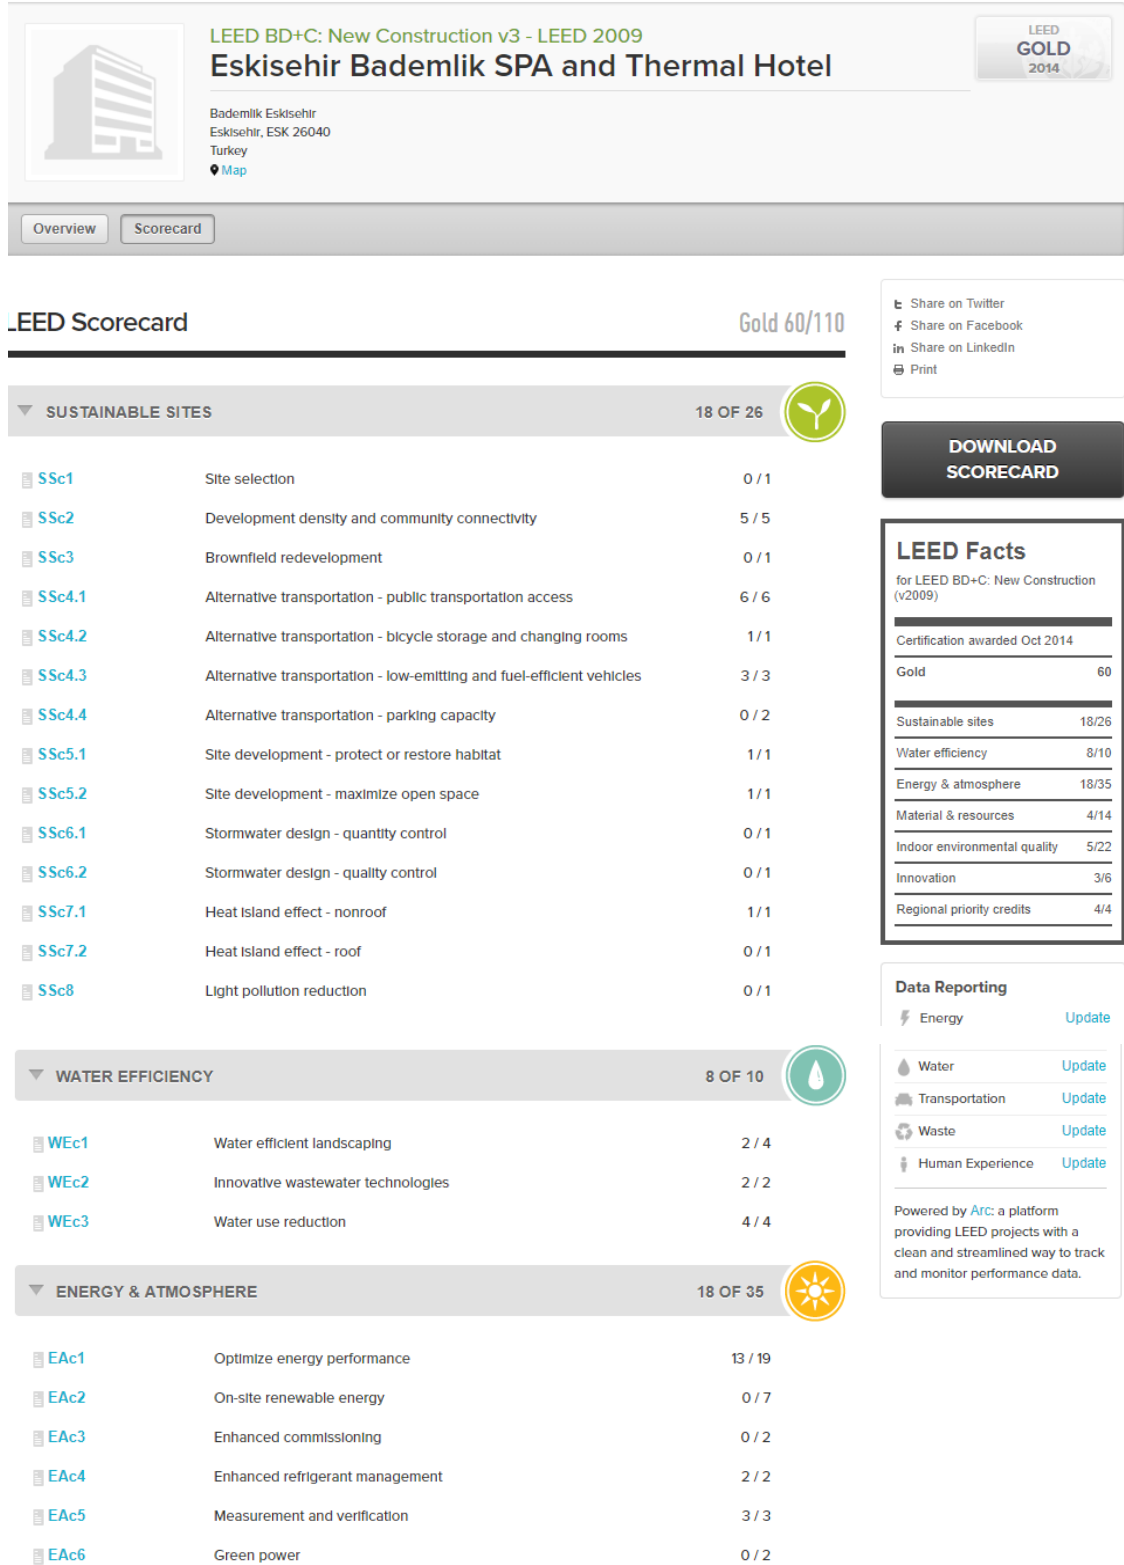 LEED BD+C: New Construction v3 - LEED 2009
Eskisehir Bademlik SPA and Thermal Hotel
LEED
GOLD
2014
Bademlik Eskisehir
Eskisehir, ESK 26040
Turkey
Map
Overview
Scorecard
LEED Scorecard
Gold 60/110
SUSTAINABLE SITES 18 OF 26
SSc1 Site selection 0 / 1
SSc2 Development density and community connectivity 5 / 5
SSc3 Brownfield redevelopment 0 / 1
SSc4.1 Alternative transportation - public transportation access 6 / 6
SSc4.2 Alternative transportation - bicycle storage and changing rooms 1 / 1
SSc4.3 Alternative transportation - low-emitting and fuel-efficient vehicles 3 / 3
SSc4.4 Alternative transportation - parking capacity 0 / 2
SSc5.1 Site development - protect or restore habitat 1 / 1
SSc5.2 Site development - maximize open space 1 / 1
SSc6.1 Stormwater design - quantity control 0 / 1
SSc6.2 Stormwater design - quality control 0 / 1
SSc7.1 Heat island effect - nonroof 1 / 1
SSc7.2 Heat island effect - roof 0 / 1
SSc8 Light pollution reduction 0 / 1
WATER EFFICIENCY 8 OF 10
WEc1 Water efficient landscaping 2 / 4
WEc2 Innovative wastewater technologies 2 / 2
WEc3 Water use reduction 4 / 4
ENERGY & ATMOSPHERE 18 OF 35
EAc1 Optimize energy performance 13 / 19
EAc2 On-site renewable energy 0 / 7
EAc3 Enhanced commissioning 0 / 2
EAc4 Enhanced refrigerant management 2 / 2
EAc5 Measurement and verification 3 / 3
EAc6 Green power 0 / 2
Share on Twitter
Share on Facebook
in Share on LinkedIn
Print
DOWNLOAD
SCORECARD
LEED Facts
for LEED BD+C: New Construction
(v2009)
Certification awarded Oct 2014
Gold 60
Sustainable sites 18/26
Water efficiency 8/10
Energy & atmosphere 18/35
Material & resources 4/14
Indoor environmental quality 5/22
Innovation 3/6
Regional priority credits 4/4
Data Reporting
Energy Update
Water Update
Transportation Update
Waste Update
Human Experience Update
Powered by Arc: a platform
providing LEED projects with a
clean and streamlined way to track
and monitor performance data.